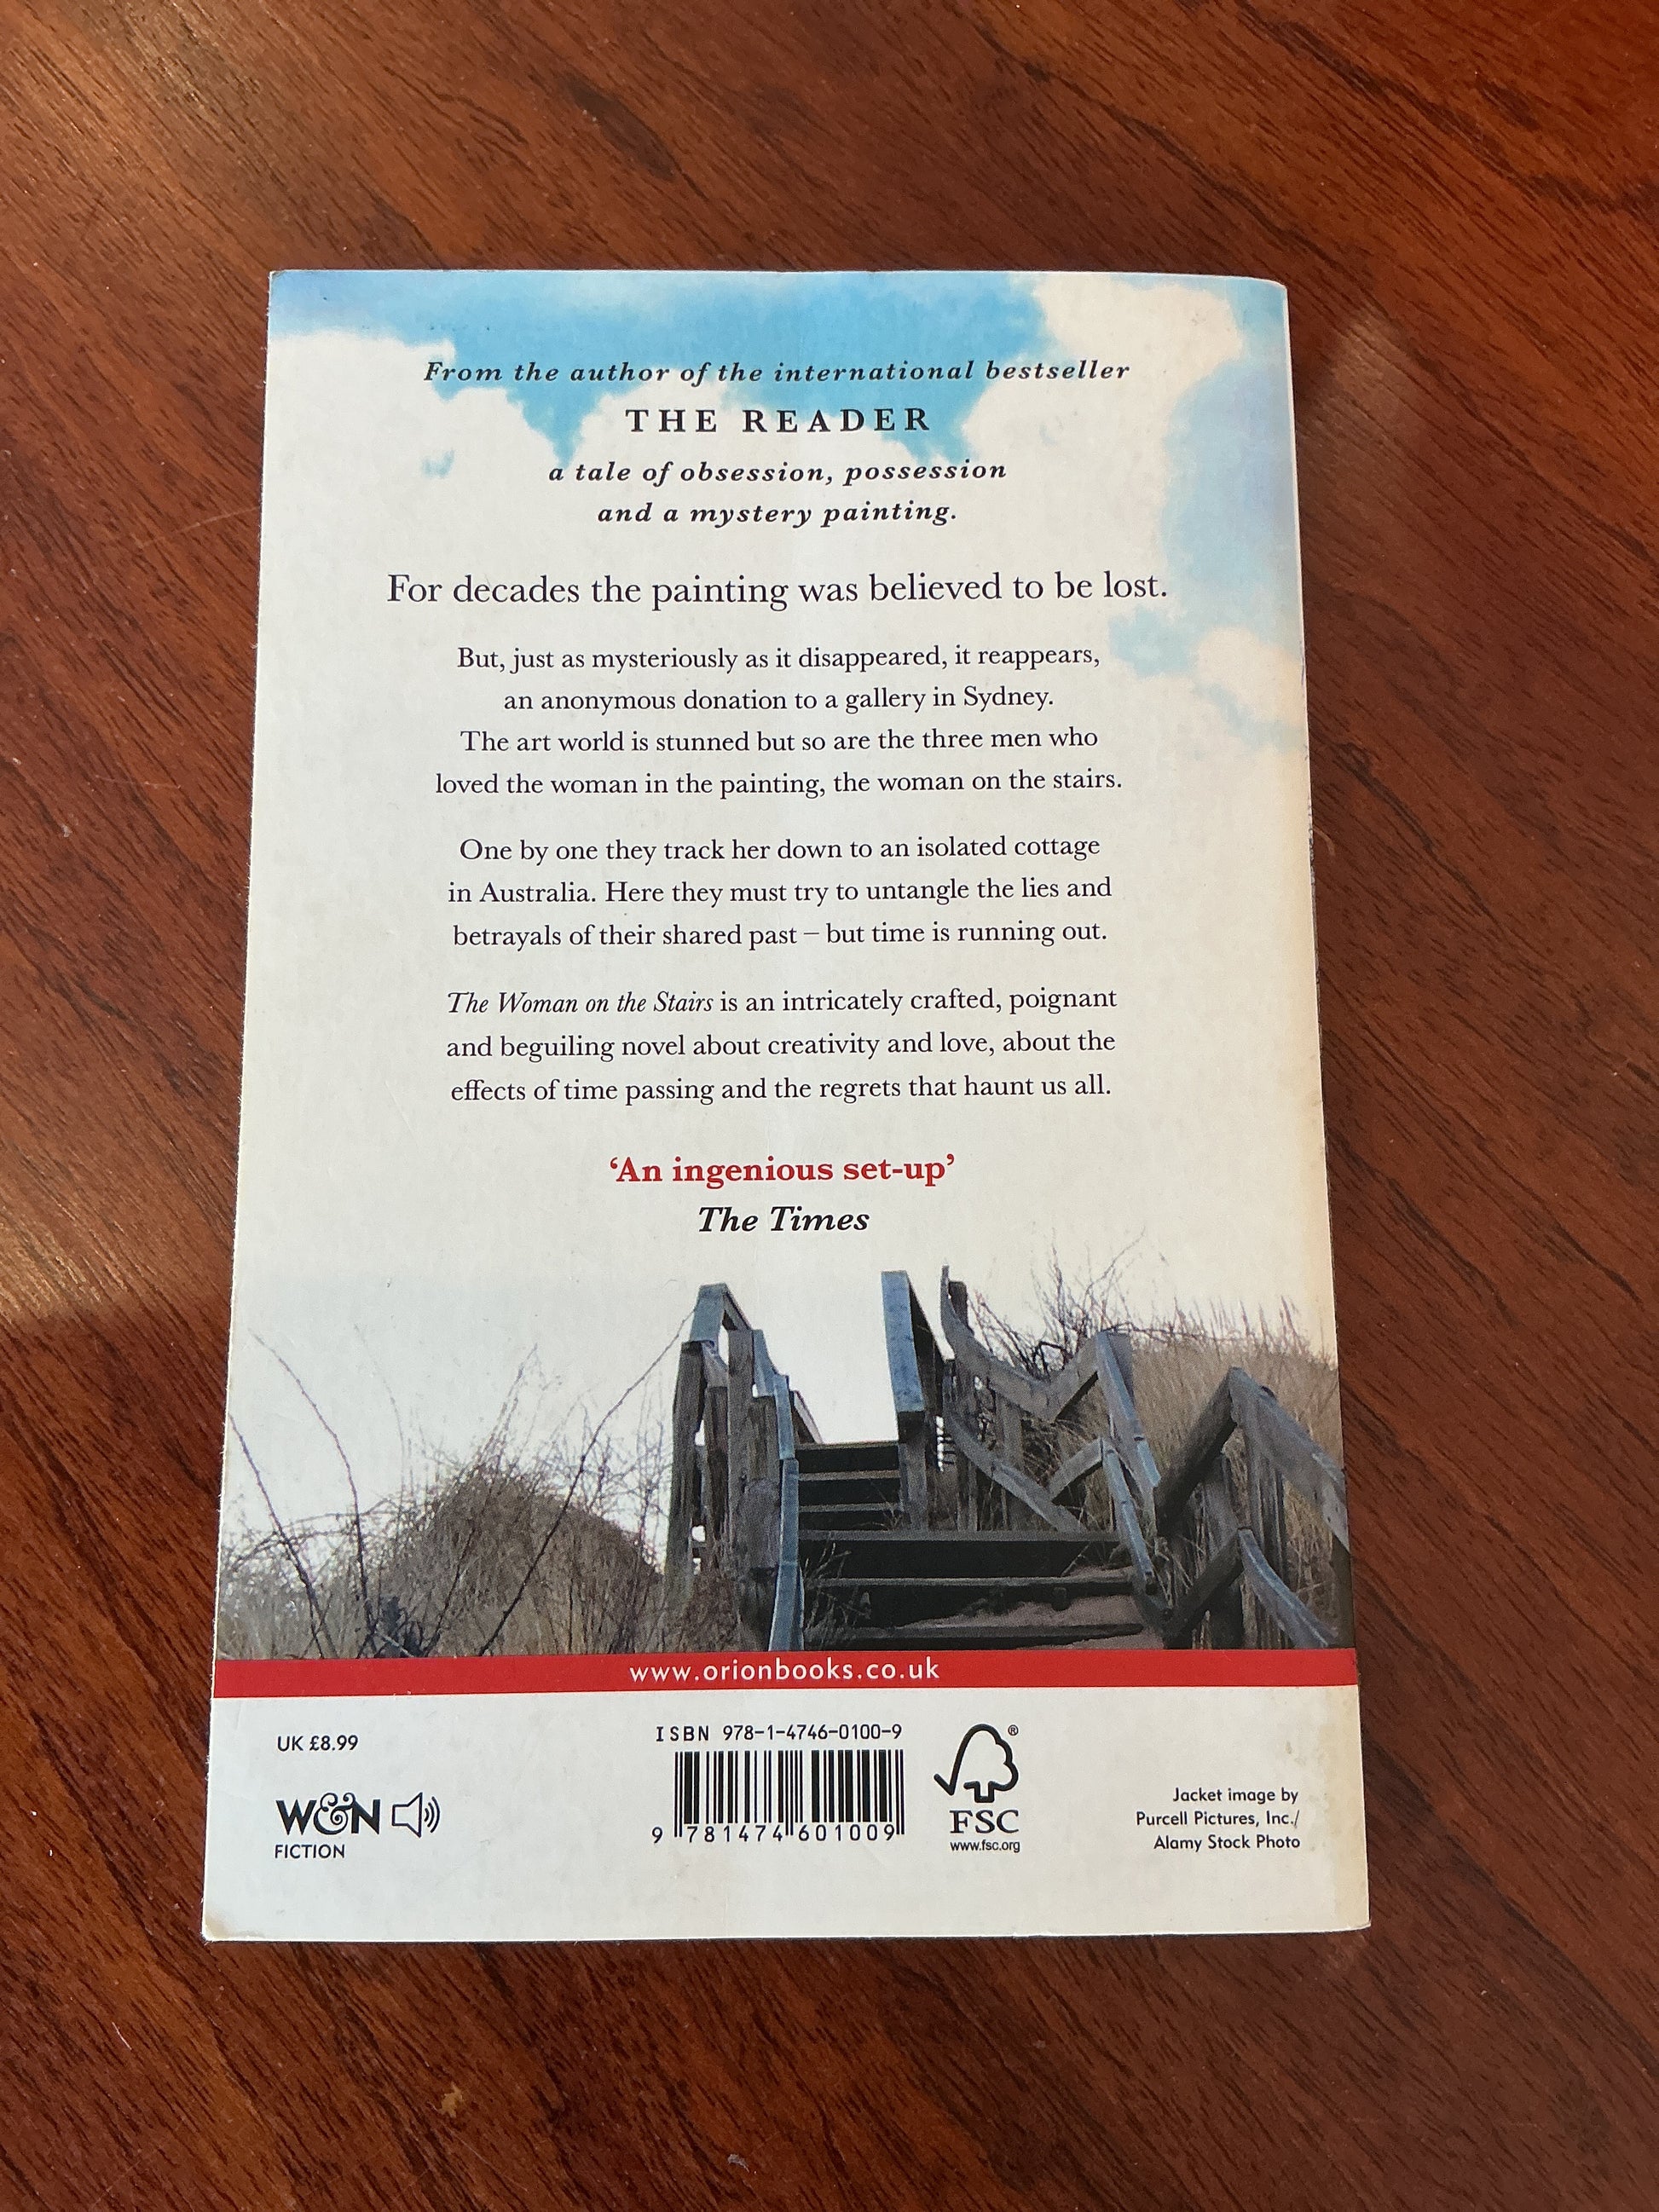 From the author of the international bestseller
THE READER
a tale of obsession, possession
and a mystery painting.
For decades the painting was believed to be lost.
But, just as mysteriously as it disappeared, it reappears,
an anonymous donation to a gallery in Sydney.
The art world is stunned but so are the three men who
loved the woman in the painting, the woman on the stairs.
One by one they track her down to an isolated cottage
in Australia. Here they must try to untangle the lies and
betrayals of their shared past – but time is running out.
The Woman on the Stairs is an intricately crafted, poignant
and beguiling novel about creativity and love, about the
effects of time passing and the regrets that haunt us all.
‘An ingenious set-up’
The Times
www.orionbooks.co.uk
UK £8.99
W&N
FICTION
ISBN 978-1-4746-0100-9
9 781474 601009
®
FSC
www.fsc.org
Jacket image by
Purcell Pictures, Inc./
Alamy Stock Photo